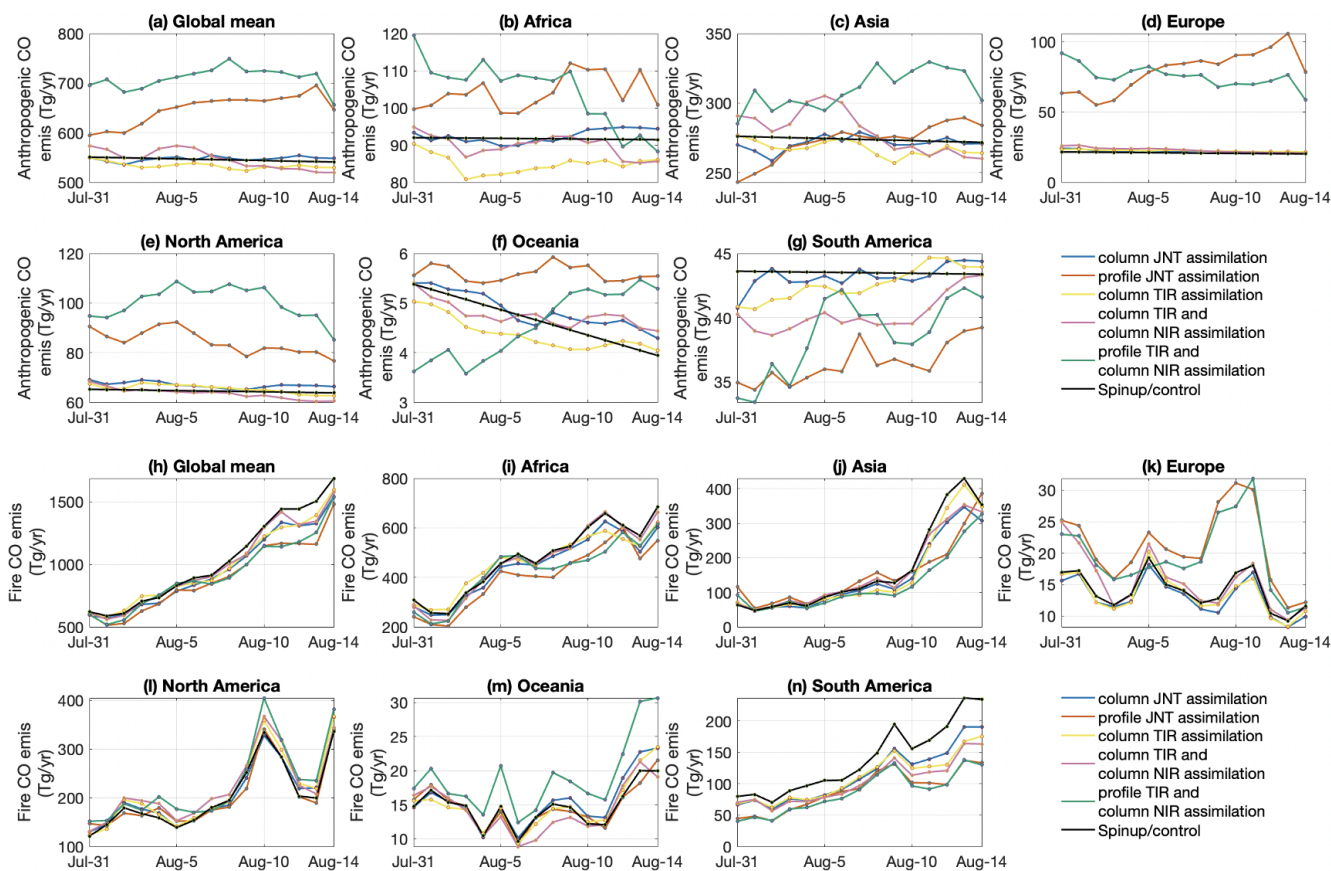 (a) Global mean
(b) Africa
(c) Asia
(d) Europe
Anthropogenic CO
emis (Tg/yr)
800
700
600
500
Jul-31
Aug-5
Aug-10
Aug-14
Anthropogenic CO
emis (Tg/yr)
120
110
100
90
80
Jul-31
Aug-5
Aug-10
Aug-14
Anthropogenic CO
emis (Tg/yr)
350
300
250
Jul-31
Aug-5
Aug-10
Aug-14
Anthropogenic CO
emis (Tg/yr)
100
50
0
Jul-31
Aug-5
Aug-10
Aug-14
(e) North America
(f) Oceania
(g) South America
Anthropogenic CO
emis (Tg/yr)
120
100
80
60
Jul-31
Aug-5
Aug-10
Aug-14
Anthropogenic CO
emis (Tg/yr)
6
5
4
3
Jul-31
Aug-5
Aug-10
Aug-14
Anthropogenic CO
emis (Tg/yr)
45
40
35
Jul-31
Aug-5
Aug-10
Aug-14
column JNT assimilation
profile JNT assimilation
column TIR assimilation
column TIR and
column NIR assimilation
profile TIR and
column NIR assimilation
Spinup/control
(h) Global mean
(i) Africa
(j) Asia
(k) Europe
Fire CO emis
(Tg/yr)
1500
1000
500
Jul-31
Aug-5
Aug-10
Aug-14
Fire CO emis
(Tg/yr)
800
600
400
200
Jul-31
Aug-5
Aug-10
Aug-14
Fire CO emis
(Tg/yr)
400
300
200
100
0
Jul-31
Aug-5
Aug-10
Aug-14
Fire CO emis
(Tg/yr)
30
25
20
15
10
Jul-31
Aug-5
Aug-10
Aug-14
(l) North America
(m) Oceania
(n) South America
Fire CO emis
(Tg/yr)
400
300
200
100
Jul-31
Aug-5
Aug-10
Aug-14
Fire CO emis
(Tg/yr)
30
25
20
15
10
Jul-31
Aug-5
Aug-10
Aug-14
Fire CO emis
(Tg/yr)
200
150
100
50
0
Jul-31
Aug-5
Aug-10
Aug-14
column JNT assimilation
profile JNT assimilation
column TIR assimilation
column TIR and
column NIR assimilation
profile TIR and
column NIR assimilation
Spinup/control